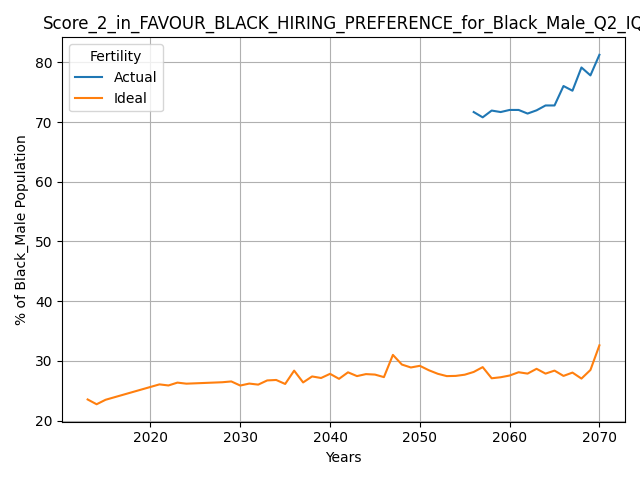 Score_2_in_FAVOUR_BLACK_HIRING_PREFERENCE_for_Black_Male_Q2_IQ
Fertility
Actual
Ideal
% of Black_Male Population
80
70
60
50
40
30
20
2020 2030 2040 2050 2060 2070
Years